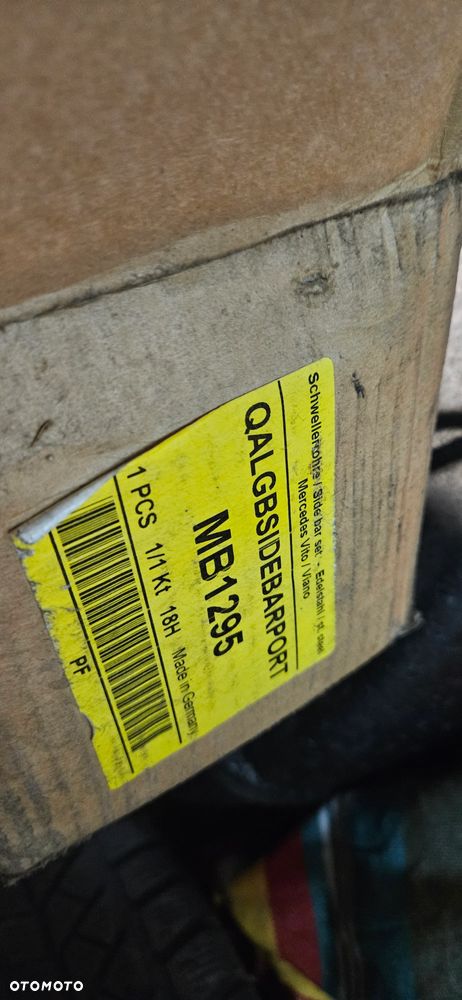 Schwellerrohre / Side bar set - Edelstahl / st. steel
Mercedes Vito / Viano
QALGBSIDEBARPORT
MB1295
1 PCS 1/1 Kt 18H Made in Germany
PF
OTOMOTO